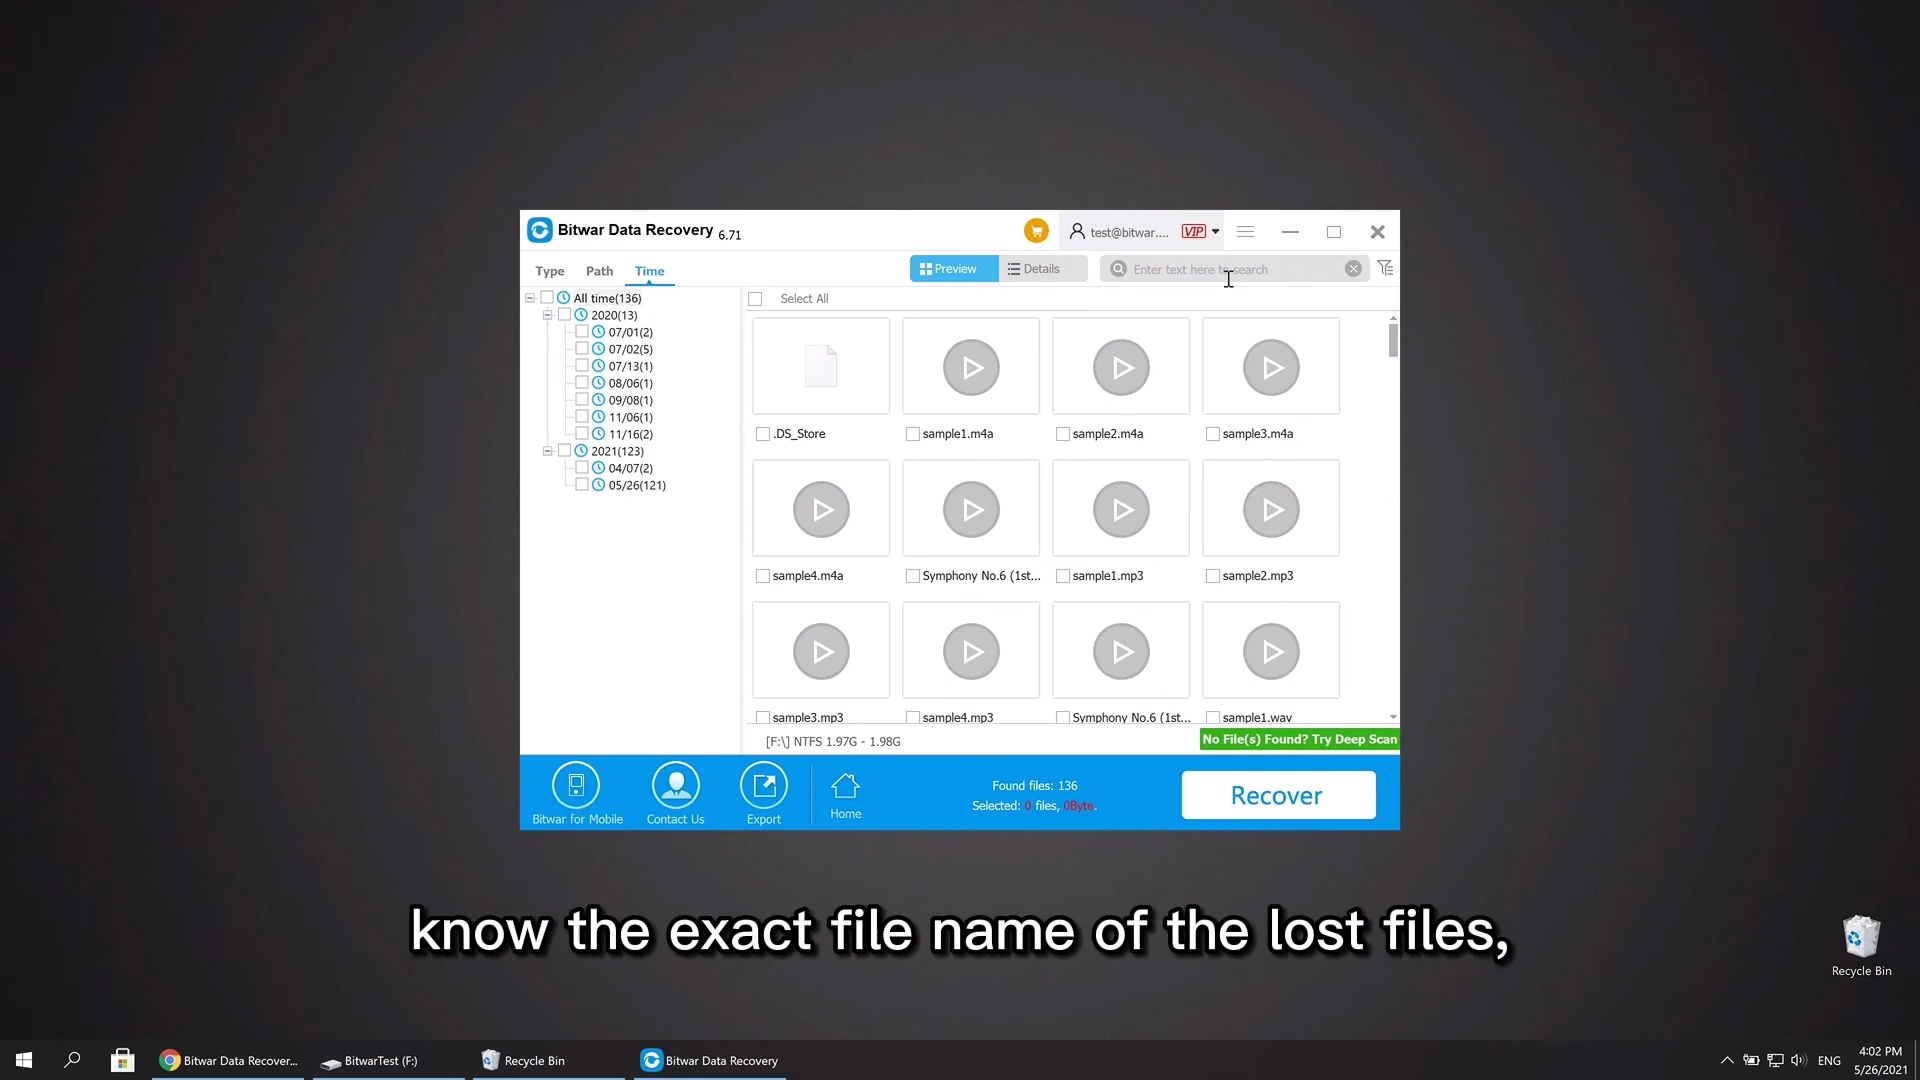 Bitwar Data Recovery 6.71
test@bitwar.... VIP
Type Path Time
Preview Details
Enter text here to search
All time(136)
2020(13)
07/01(2)
07/02(5)
07/13(1)
08/06(1)
09/08(1)
11/06(1)
11/16(2)
2021(123)
04/07(2)
05/26(121)
Select All
.DS_Store sample1.m4a sample2.m4a sample3.m4a
sample4.m4a Symphony No.6 (1st... sample1.mp3 sample2.mp3
sample3.mp3 sample4.mp3 Symphony No.6 (1st... sample1.wav
[F:\] NTFS 1.97G - 1.98G
No File(s) Found? Try Deep Scan
Bitwar for Mobile Contact Us Export Home
Found files: 136
Selected: 0 files, 0Byte.
Recover
know the exact file name of the lost files,
Recycle Bin
Bitwar Data Recover... BitwarTest (F:) Recycle Bin Bitwar Data Recovery
ENG
4:02 PM
5/26/2021